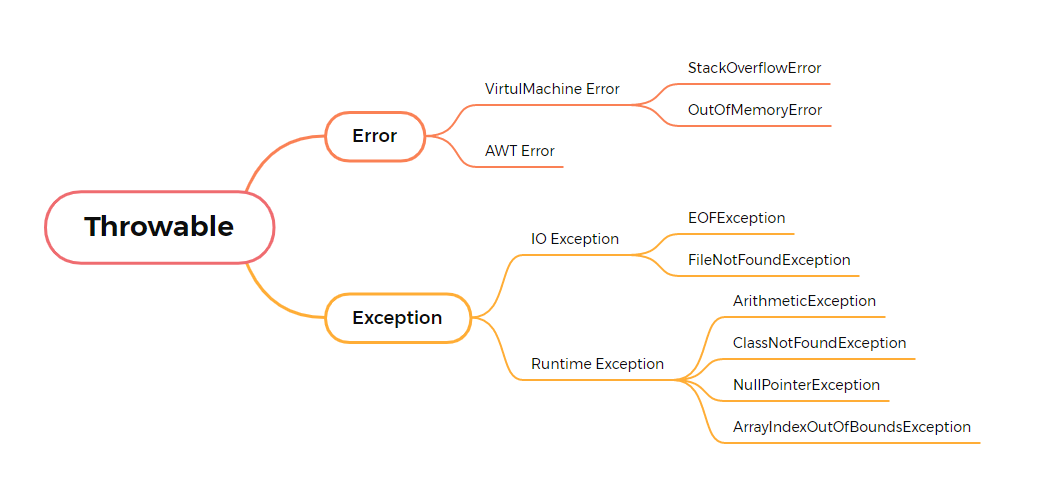 Throwable
Error
VirtulMachine Error
StackOverflowError
OutOfMemoryError
AWT Error
Exception
IO Exception
EOFException
FileNotFoundException
Runtime Exception
ArithmeticException
ClassNotFoundException
NullPointerException
ArrayIndexOutOfBoundsException